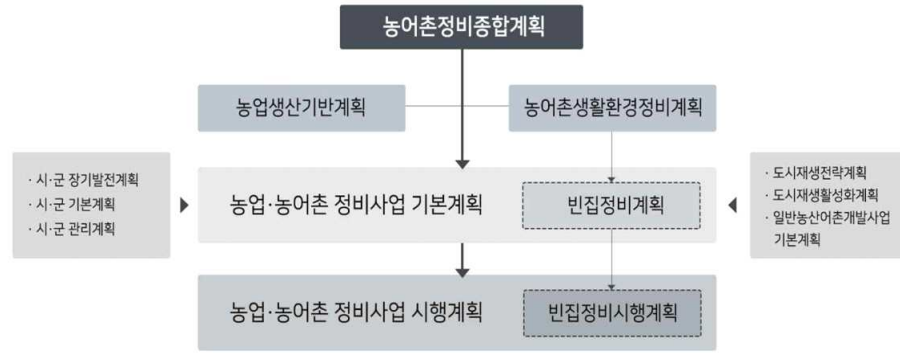 농어촌정비종합계획
농업생산기반계획
농어촌생활환경정비계획
· 시·군 장기발전계획
· 시·군 기본계획
· 시·군 관리계획
농업·농어촌 정비사업 기본계획
빈집정비계획
· 도시재생전략계획
· 도시재생활성화계획
· 일반농산어촌개발사업
기본계획
농업·농어촌 정비사업 시행계획
빈집정비시행계획